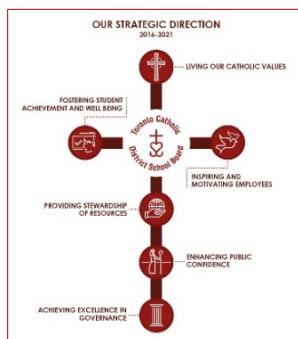 OUR STRATEGIC DIRECTION
2016-2021
LIVING OUR CATHOLIC VALUES
FOSTERING STUDENT
ACHIEVEMENT AND WELL BEING
Toronto Catholic
District School Board
INSPIRING AND
MOTIVATING EMPLOYEES
PROVIDING STEWARDSHIP
OF RESOURCES
ENHANCING PUBLIC
CONFIDENCE
ACHIEVING EXCELLENCE IN
GOVERNANCE